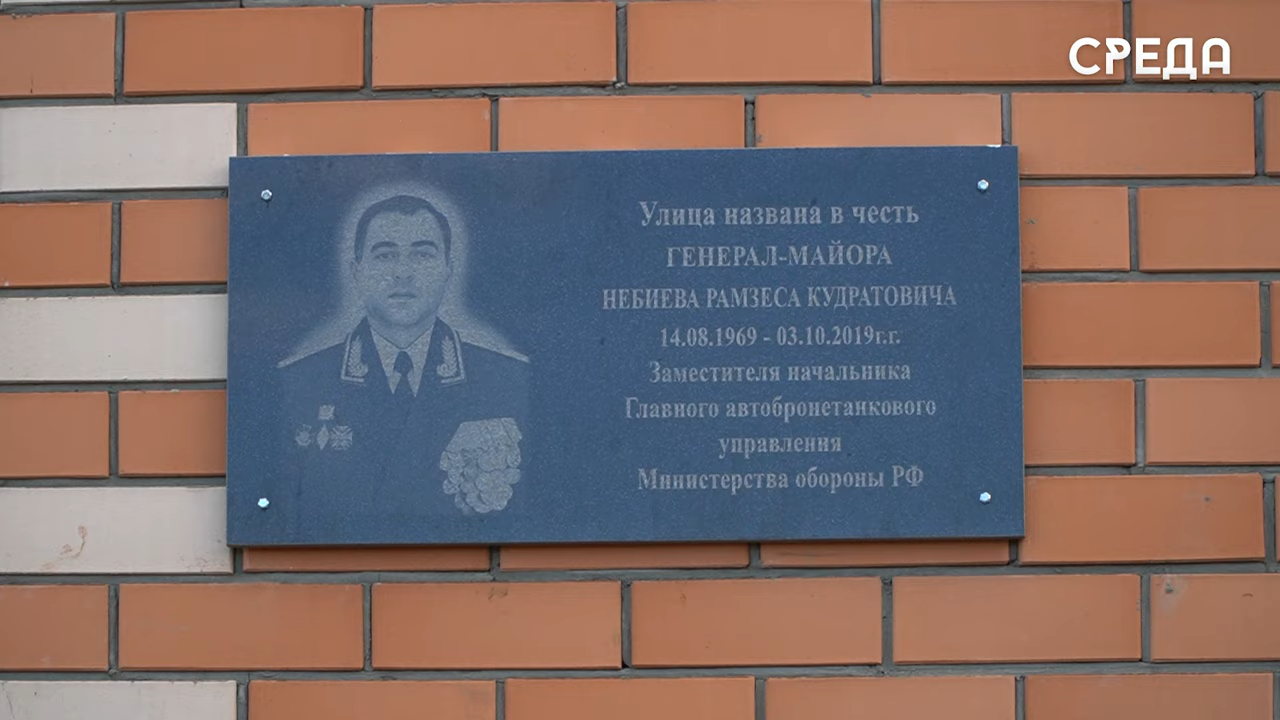 СРЕДА
Улица названа в честь
ГЕНЕРАЛ-МАЙОРА
НЕБИЕВА РАМЗЕСА КУДРАТОВИЧА
14.08.1969 - 03.10.2019г.г.
Заместителя начальника
Главного автобронетанкового
управления
Министерства обороны РФ